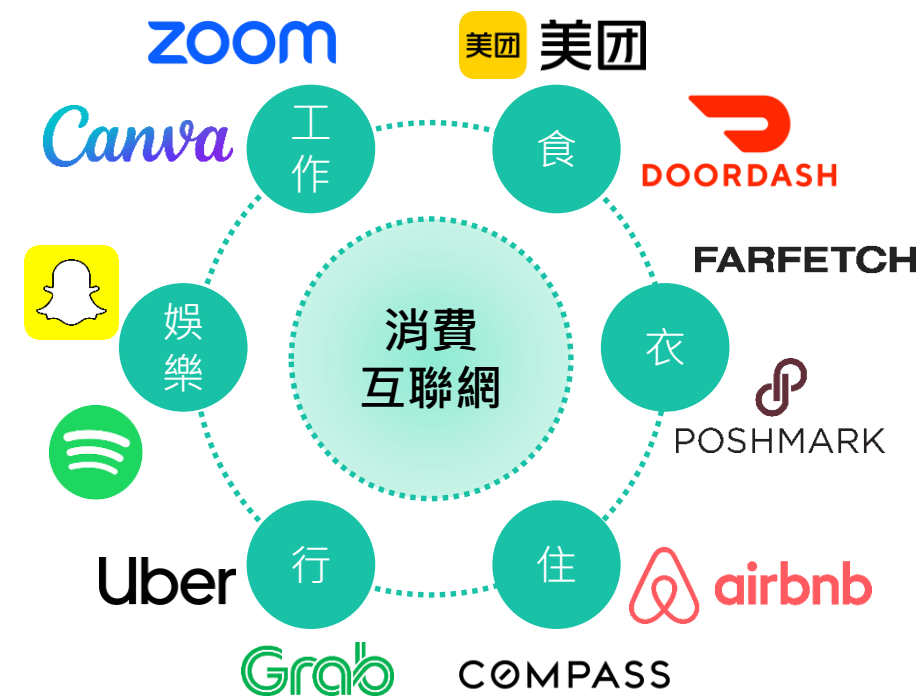 zoom
美团 美团
Canva
工
作
食
DOORDASH
FARFETCH
娛
樂
消費
互聯網
衣
POSHMARK
行
住
Uber
airbnb
Grab
COMPASS